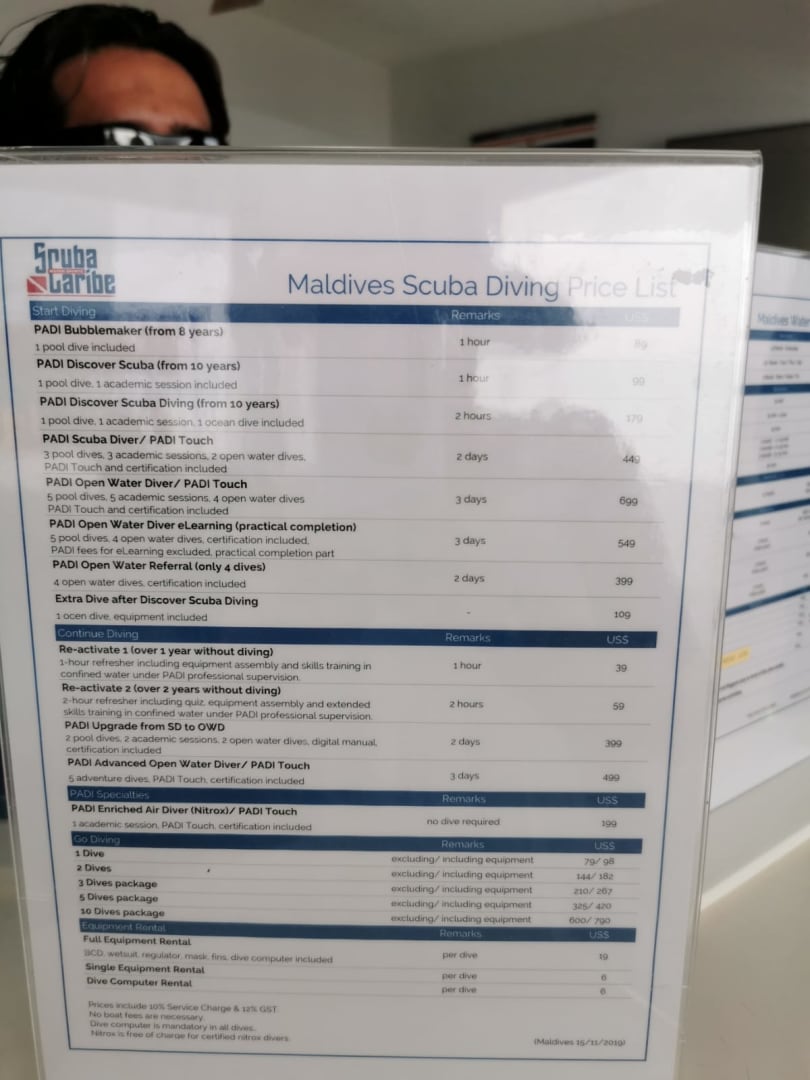 Scuba
Caribe
Maldives Scuba Diving Price List
Start Diving Remarks US$
PADI Bubblemaker (from 8 years)
1 pool dive included 1 hour 89
PADI Discover Scuba (from 10 years)
1 pool dive, 1 academic session included 1 hour 99
PADI Discover Scuba Diving (from 10 years)
1 pool dive, 1 academic session, 1 ocean dive included 2 hours 179
PADI Scuba Diver/ PADI Touch
3 pool dives, 3 academic sessions, 2 open water dives, 2 days 449
PADI Touch and certification included
PADI Open Water Diver/ PADI Touch
5 pool dives, 5 academic sessions, 4 open water dives 3 days 699
PADI Touch and certification included
PADI Open Water Diver eLearning (practical completion)
5 pool dives, 4 open water dives, certification included, 3 days 549
PADI fees for eLearning excluded, practical completion part
PADI Open Water Referral (only 4 dives)
4 open water dives, certification included 2 days 399
Extra Dive after Discover Scuba Diving
1 ocen dive, equipment included - 109
Continue Diving Remarks US$
Re-activate 1 (over 1 year without diving)
1-hour refresher including equipment assembly and skills training in 1 hour 39
confined water under PADI professional supervision.
Re-activate 2 (over 2 years without diving)
2-hour refresher including quiz, equipment assembly and extended 2 hours 59
skills training in confined water under PADI professional supervision.
PADI Upgrade from SD to OWD
2 pool dives, 2 academic sessions, 2 open water dives, digital manual, 2 days 399
certification included
PADI Advanced Open Water Diver/ PADI Touch
5 adventure dives, PADI Touch, certification included 3 days 499
PADI Specialties Remarks US$
PADI Enriched Air Diver (Nitrox)/ PADI Touch
1 academic session, PADI Touch, certification included no dive required 199
Go Diving Remarks US$
1 Dive excluding/ including equipment 79/ 98
2 Dives excluding/ including equipment 144/ 182
3 Dives package excluding/ including equipment 210/ 267
5 Dives package excluding/ including equipment 325/ 420
10 Dives package excluding/ including equipment 600/ 790
Equipment Rental Remarks US$
Full Equipment Rental
BCD, wetsuit, regulator, mask, fins, dive computer included per dive 19
Single Equipment Rental per dive 6
Dive Computer Rental per dive 6
Prices include 10% Service Charge & 12% GST
No boat fees are necessary.
Dive computer is mandatory in all dives.
Nitrox is free of charge for certified nitrox divers.
(Maldives 15/11/2019)
Maldives Water